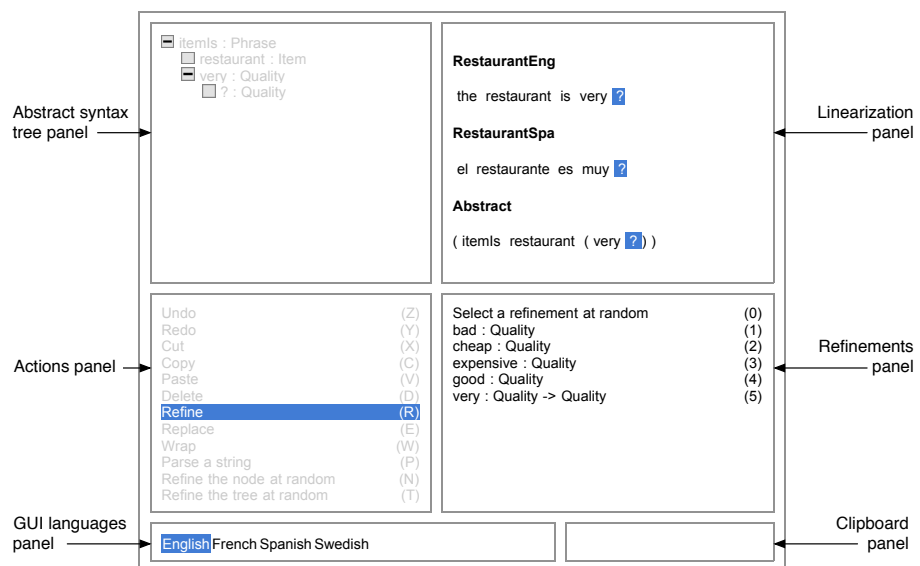 itemIs : Phrase
restaurant : Item
very : Quality
? : Quality
RestaurantEng
the restaurant is very ?
RestaurantSpa
el restaurante es muy ?
Abstract
( itemIs restaurant ( very ? ) )
Abstract syntax
tree panel
Linearization
panel
Undo (Z)
Redo (Y)
Cut (X)
Copy (C)
Paste (V)
Delete (D)
Refine (R)
Replace (E)
Wrap (W)
Parse a string (P)
Refine the node at random (N)
Refine the tree at random (T)
Select a refinement at random (0)
bad : Quality (1)
cheap : Quality (2)
expensive : Quality (3)
good : Quality (4)
very : Quality -> Quality (5)
Actions panel
Refinements
panel
GUI languages
panel
English French Spanish Swedish
Clipboard
panel